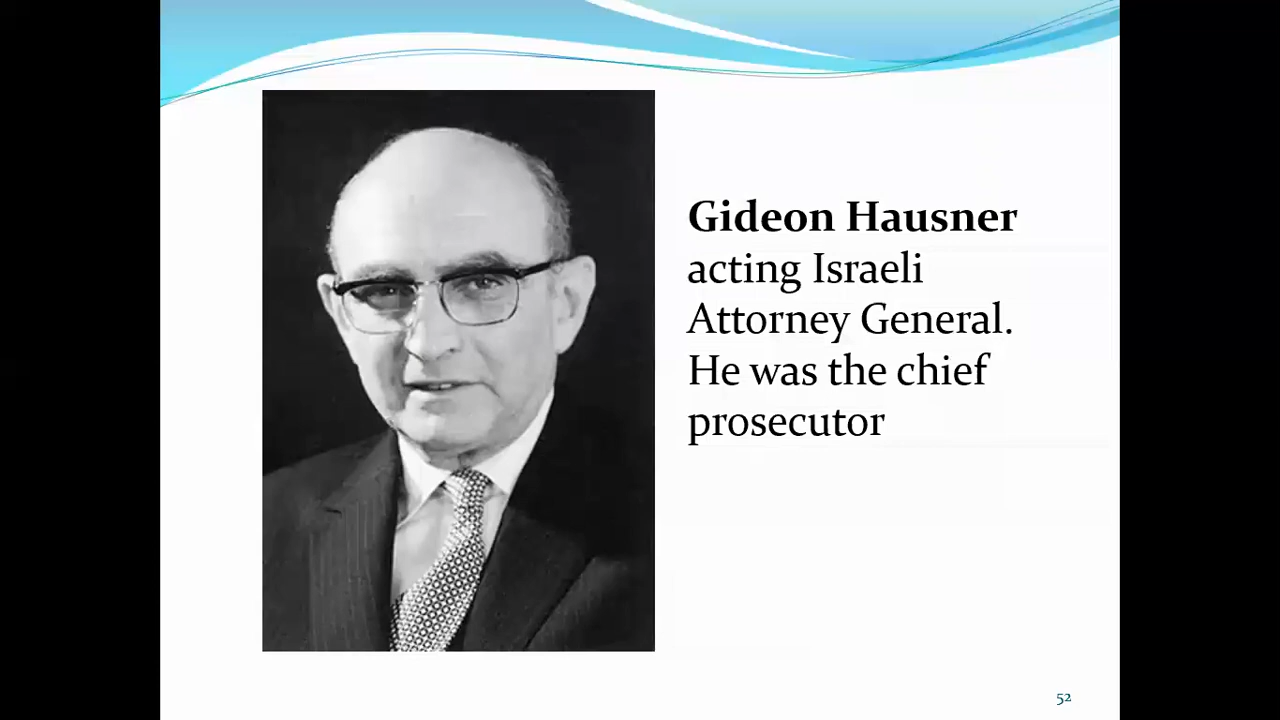 Gideon Hausner
acting Israeli
Attorney General.
He was the chief
prosecutor
52